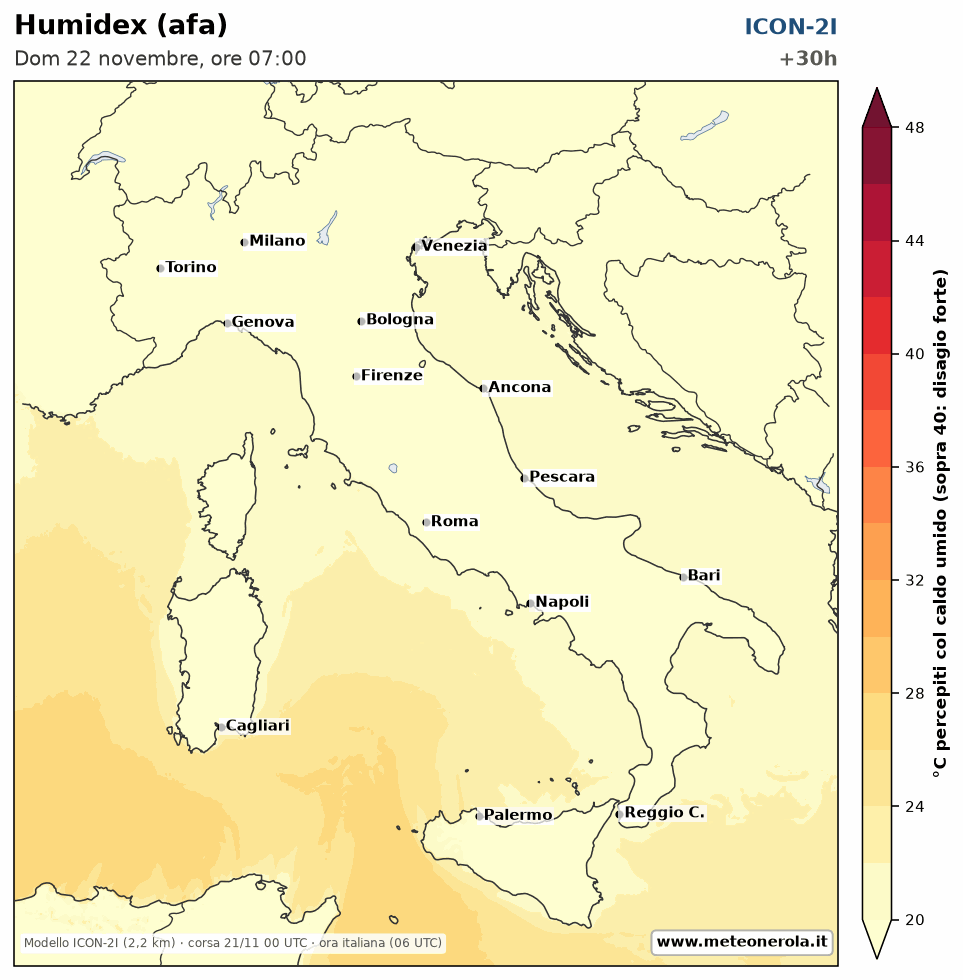 Humidex (afa)
ICON-2I
Dom 22 novembre, ore 07:00
+30h
Milano
Venezia
Torino
Genova
Bologna
Firenze
Ancona
Pescara
Roma
Bari
Napoli
Cagliari
Palermo
Reggio C.
48
44
40
36
32
28
24
20
°C percepiti col caldo umido (sopra 40: disagio forte)
Modello ICON-2I (2,2 km) · corsa 21/11 00 UTC · ora italiana (06 UTC)
www.meteonerola.it